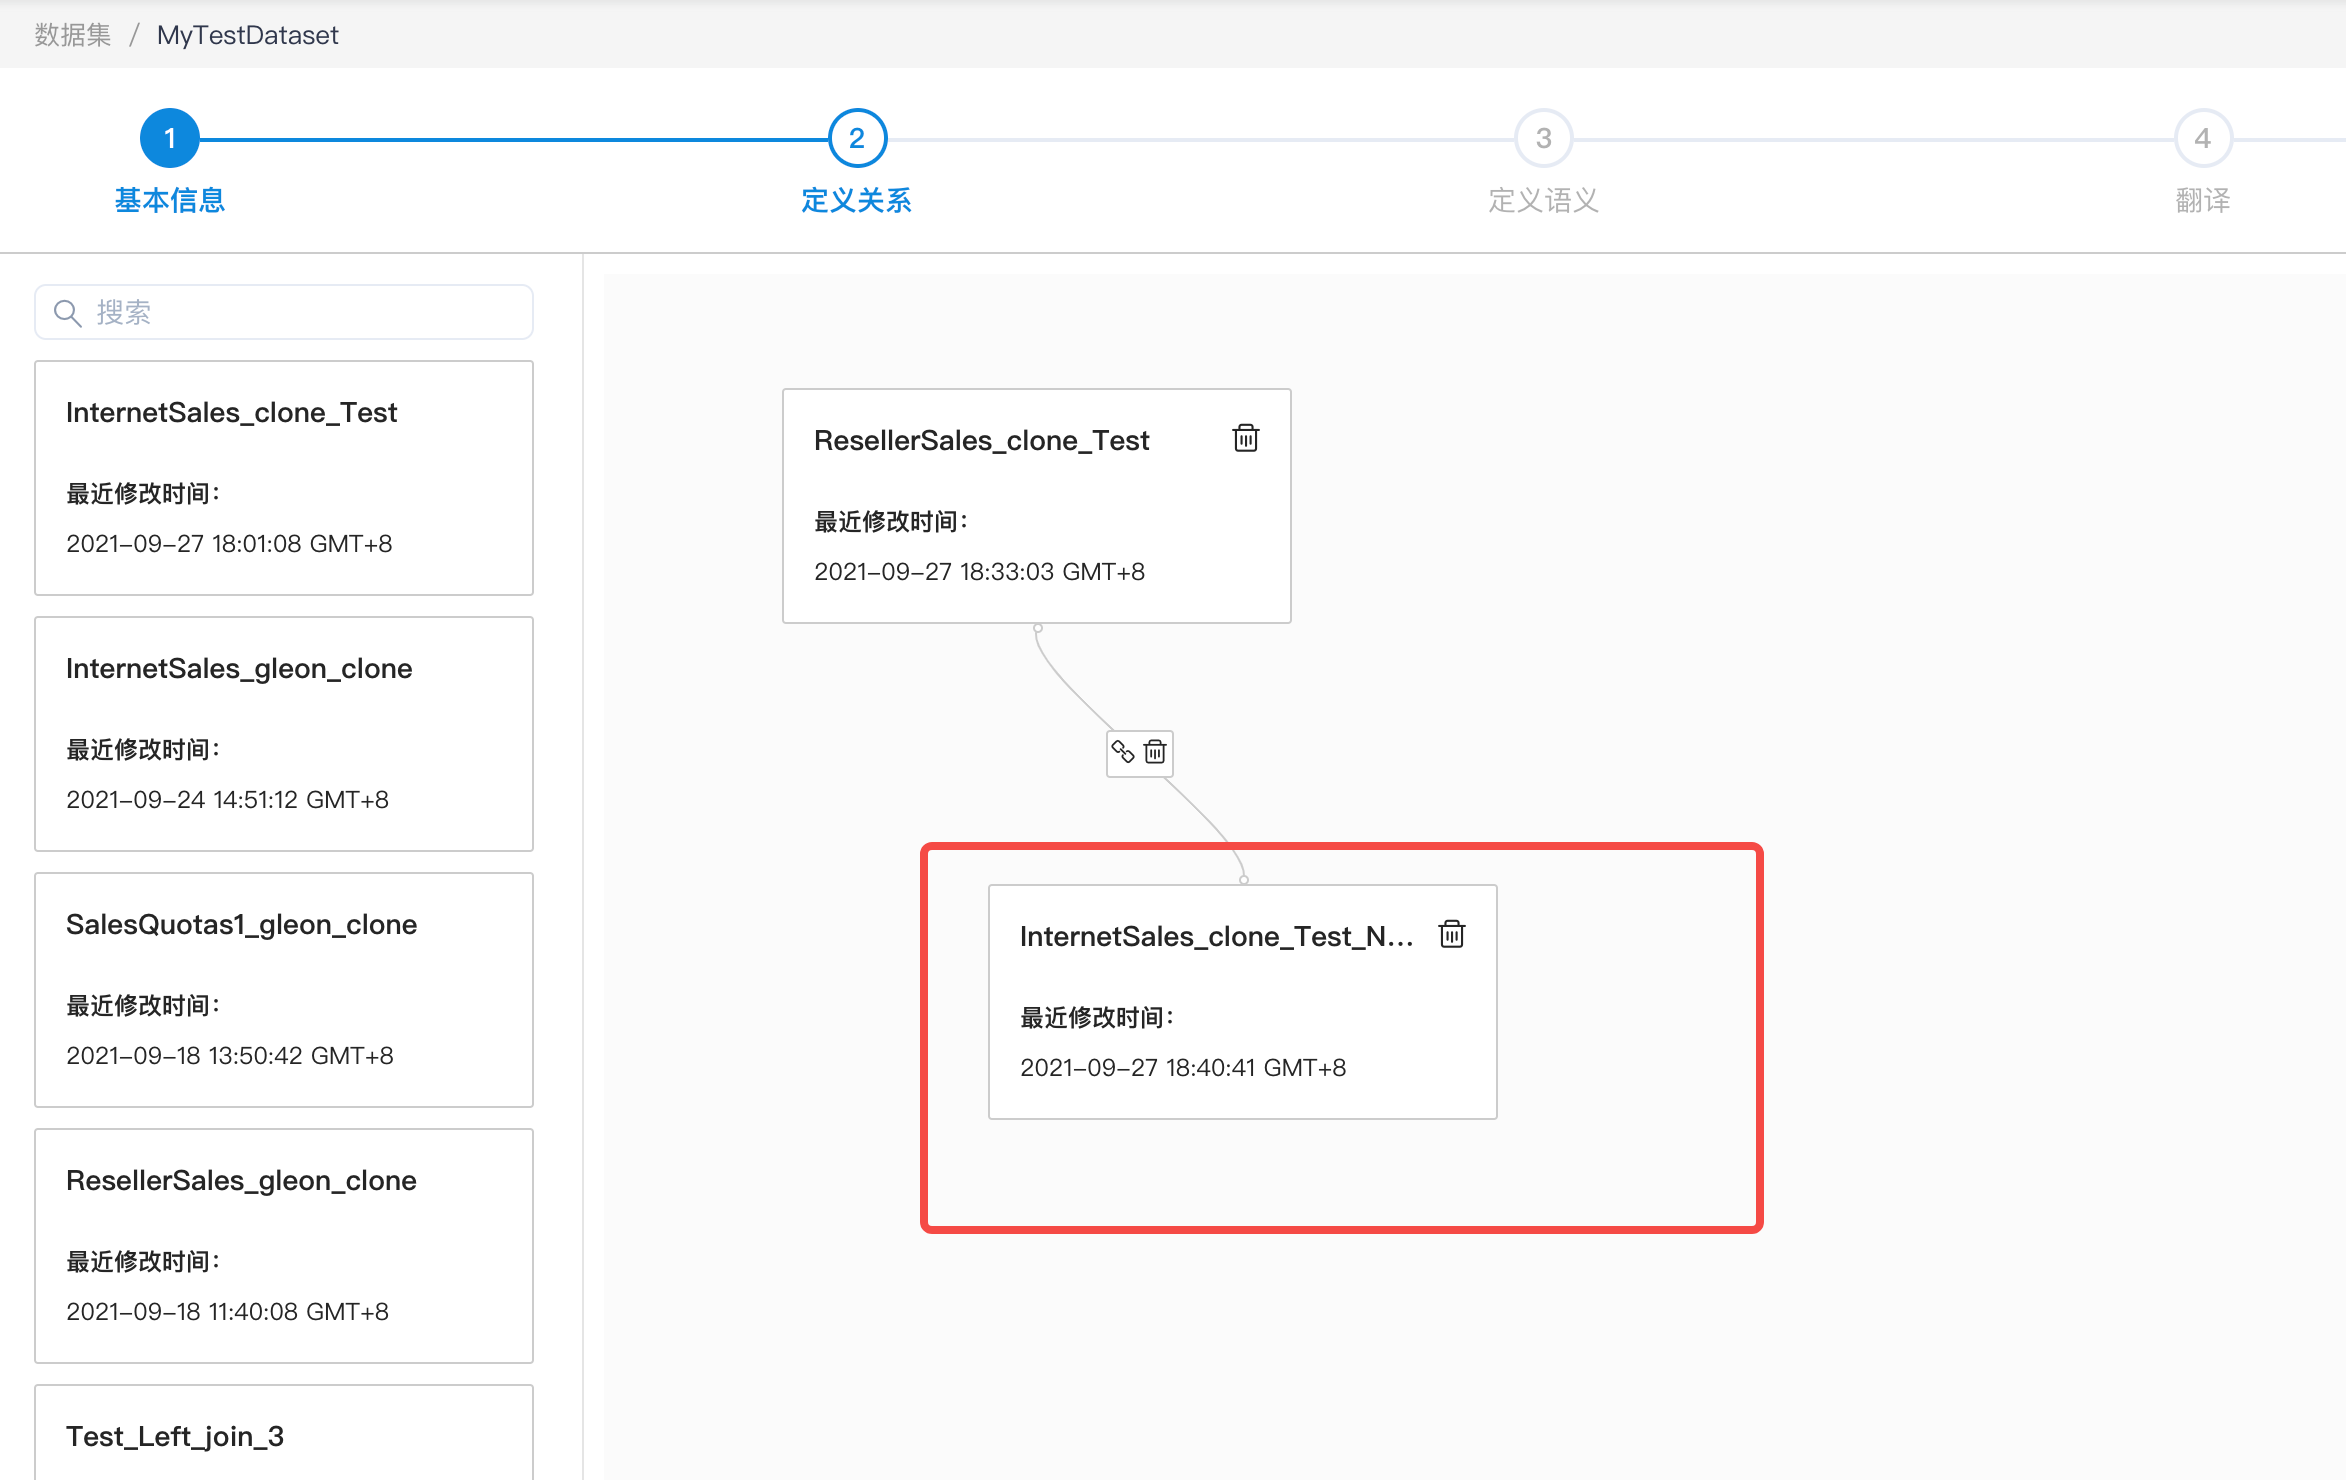 数据集 / MyTestDataset
1
2
3
4
基本信息
定义关系
定义语义
翻译
搜索
InternetSales_clone_Test
最近修改时间：
2021-09-27 18:01:08 GMT+8
InternetSales_gleon_clone
最近修改时间：
2021-09-24 14:51:12 GMT+8
SalesQuotas1_gleon_clone
最近修改时间：
2021-09-18 13:50:42 GMT+8
ResellerSales_gleon_clone
最近修改时间：
2021-09-18 11:40:08 GMT+8
Test_Left_join_3
ResellerSales_clone_Test
最近修改时间：
2021-09-27 18:33:03 GMT+8
InternetSales_clone_Test_N...
最近修改时间：
2021-09-27 18:40:41 GMT+8